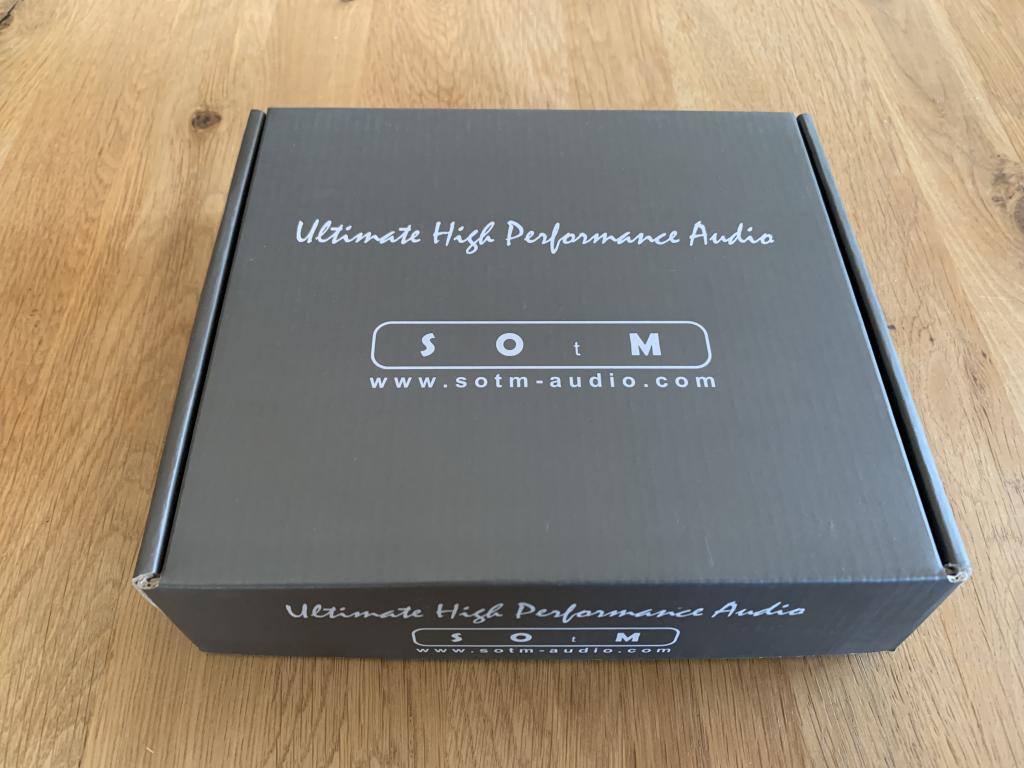 Ultimate High Performance Audio
S O t M
www.sotm-audio.com
Ultimate High Performance Audio
S O t M
www.sotm-audio.com